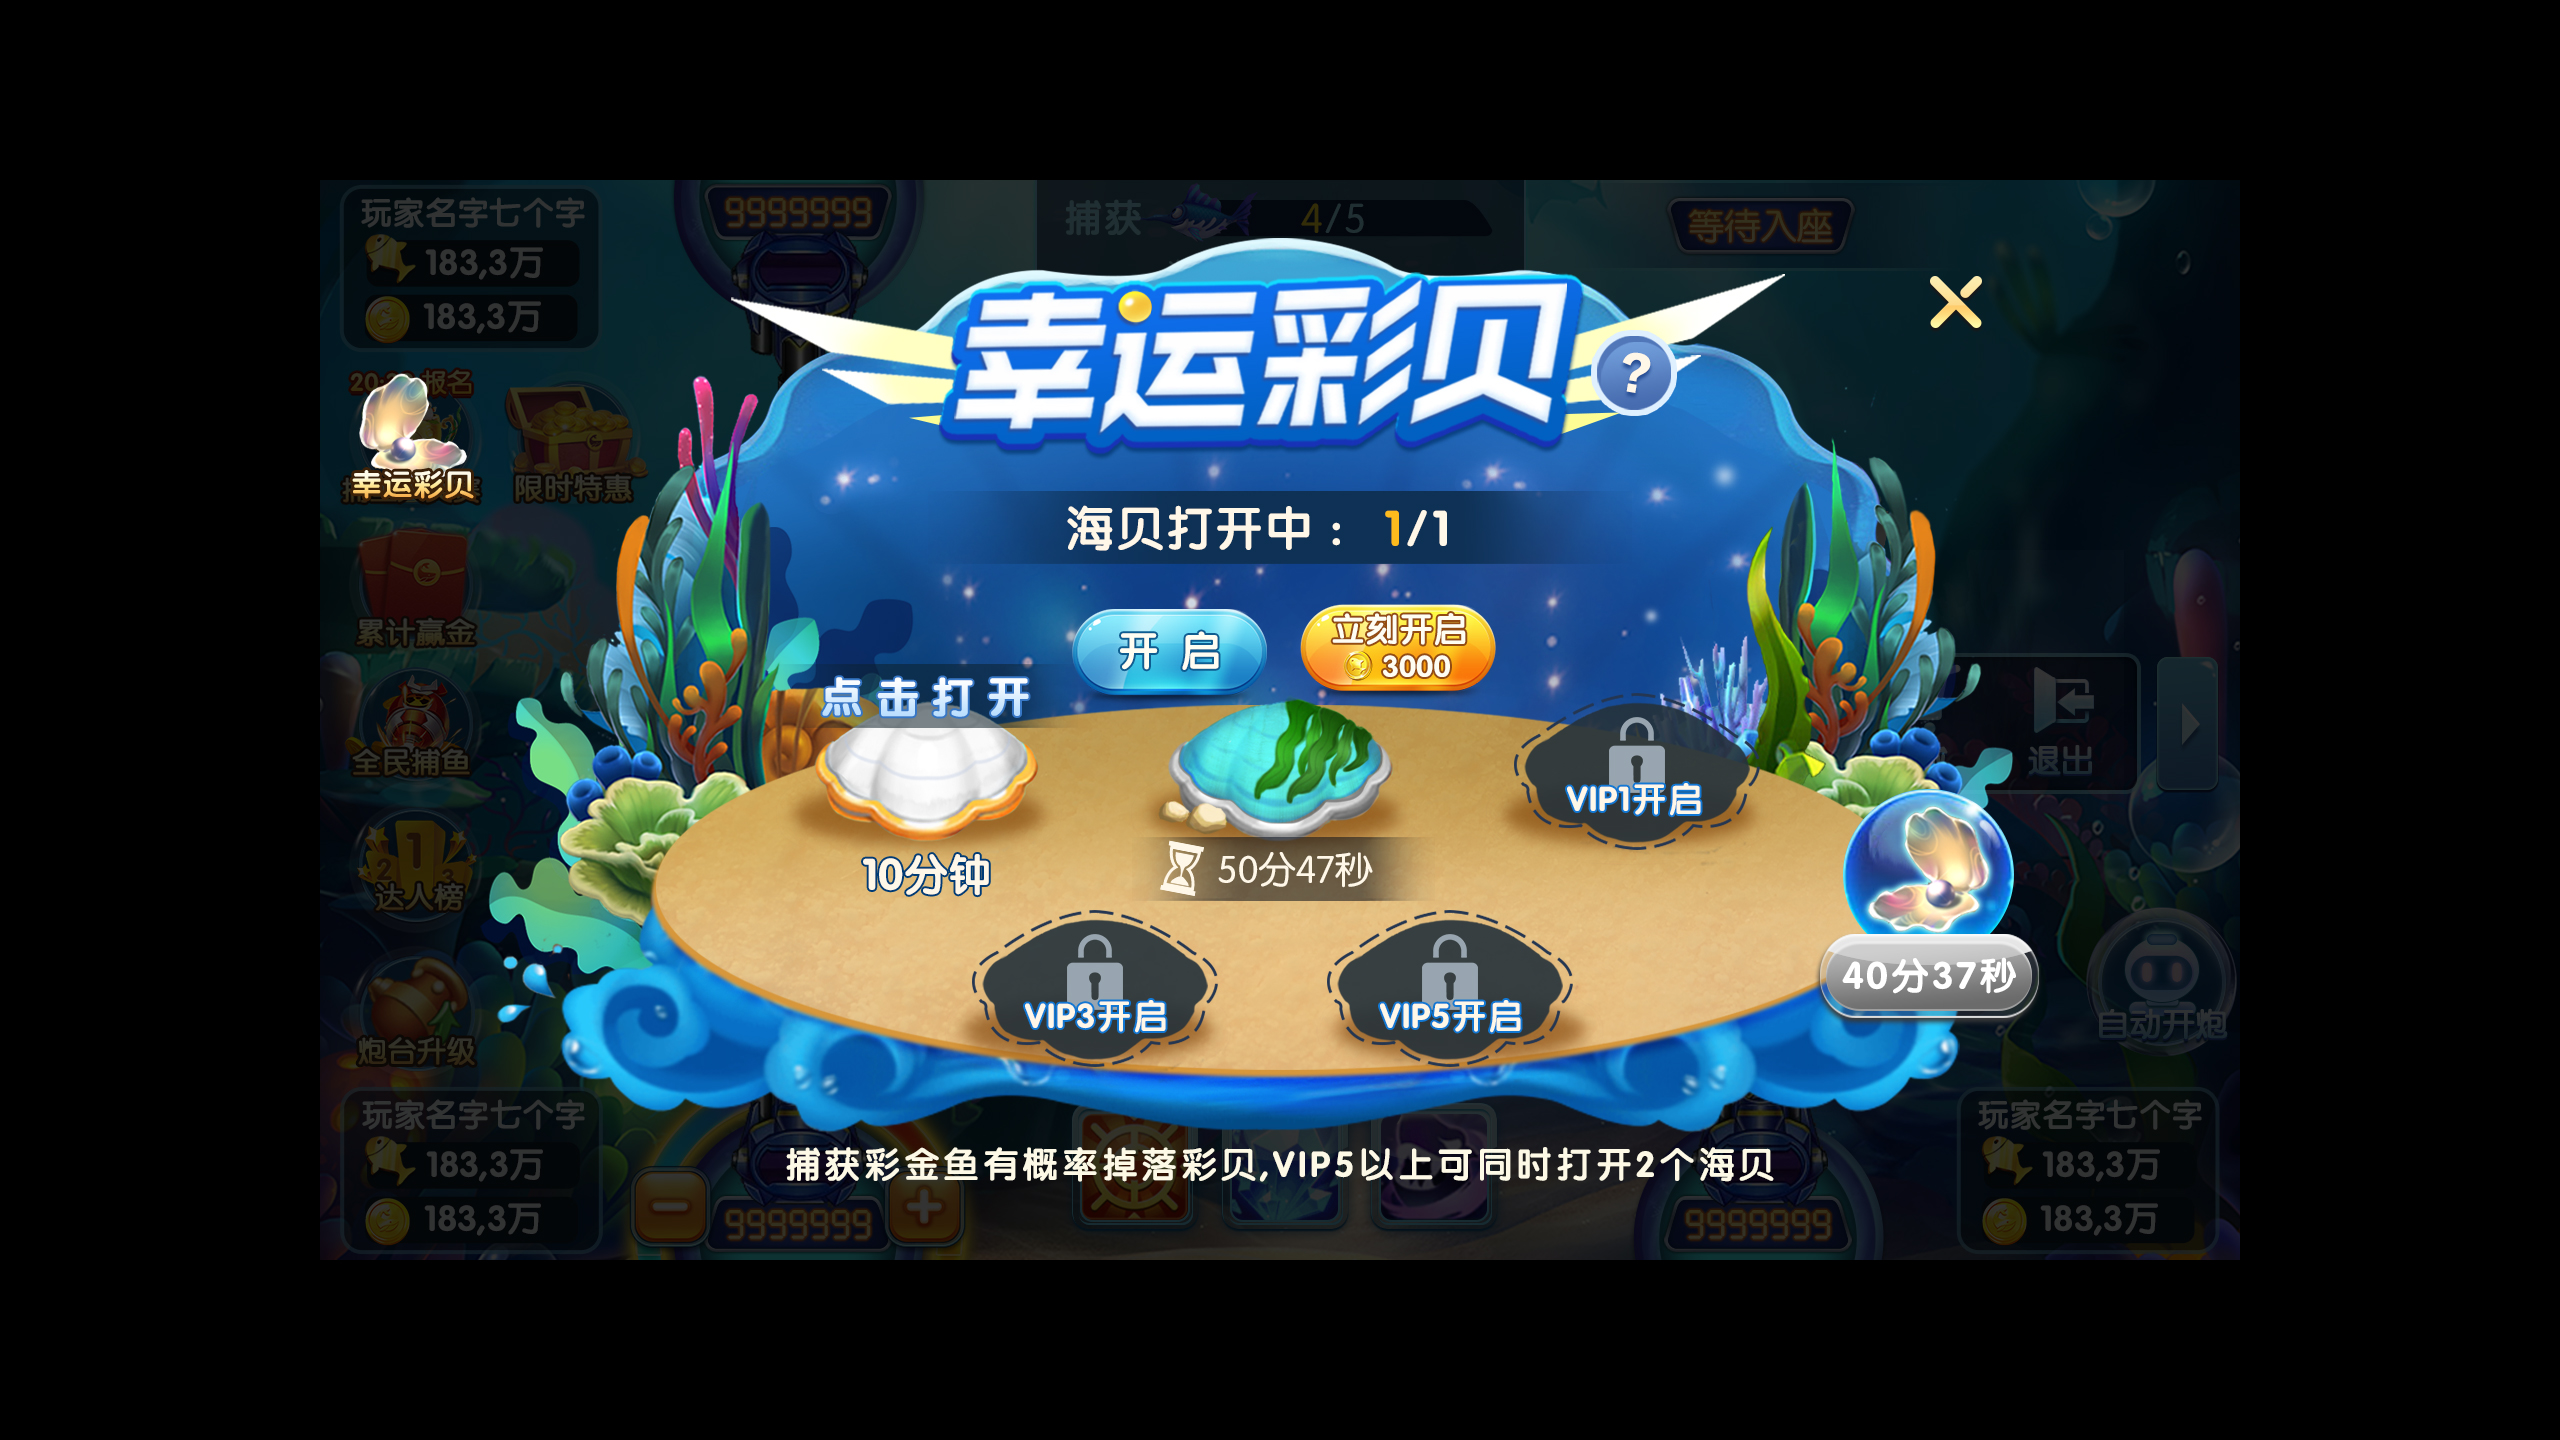 玩家名字七个字
183,3万
183,3万
9999999
捕获 4/5
等待入座
幸运彩贝
?
报名
幸运彩贝
限时特惠
累计赢金
全民捕鱼
达人榜
炮台升级
海贝打开中： 1/1
开 启
立刻开启
3000
点击打开
10分钟
50分47秒
VIP1开启
VIP3开启
VIP5开启
退出
40分37秒
自动开炮
捕获彩金鱼有概率掉落彩贝,VIP5以上可同时打开2个海贝
玩家名字七个字
183,3万
183,3万
9999999
9999999
玩家名字七个字
183,3万
183,3万